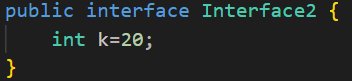 public interface Interface2 {
    int k=20;
}